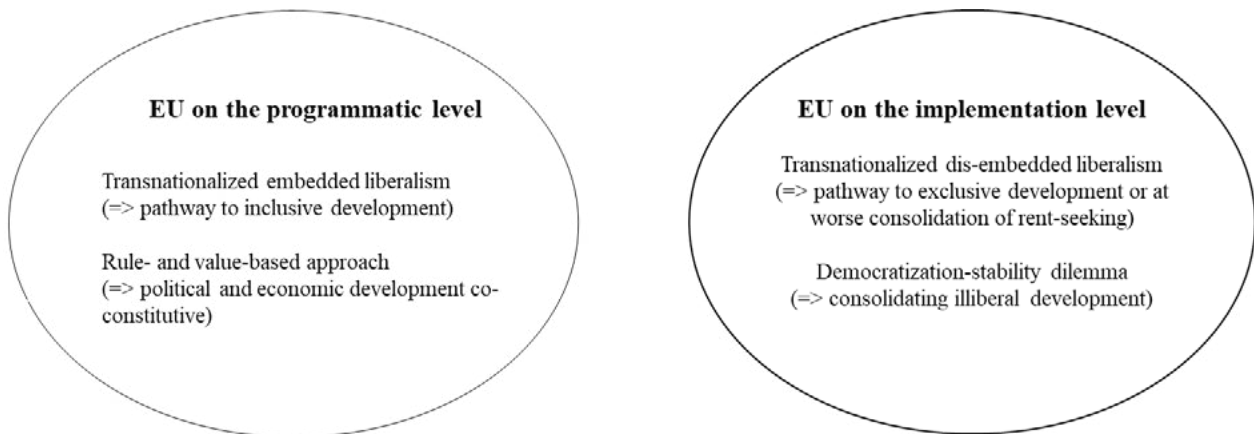 EU on the programmatic level
Transnationalized embedded liberalism
(=> pathway to inclusive development)
Rule- and value-based approach
(=> political and economic development co-
constitutive)
EU on the implementation level
Transnationalized dis-embedded liberalism
(=> pathway to exclusive development or at
worse consolidation of rent-seeking)
Democratization-stability dilemma
(=> consolidating illiberal development)